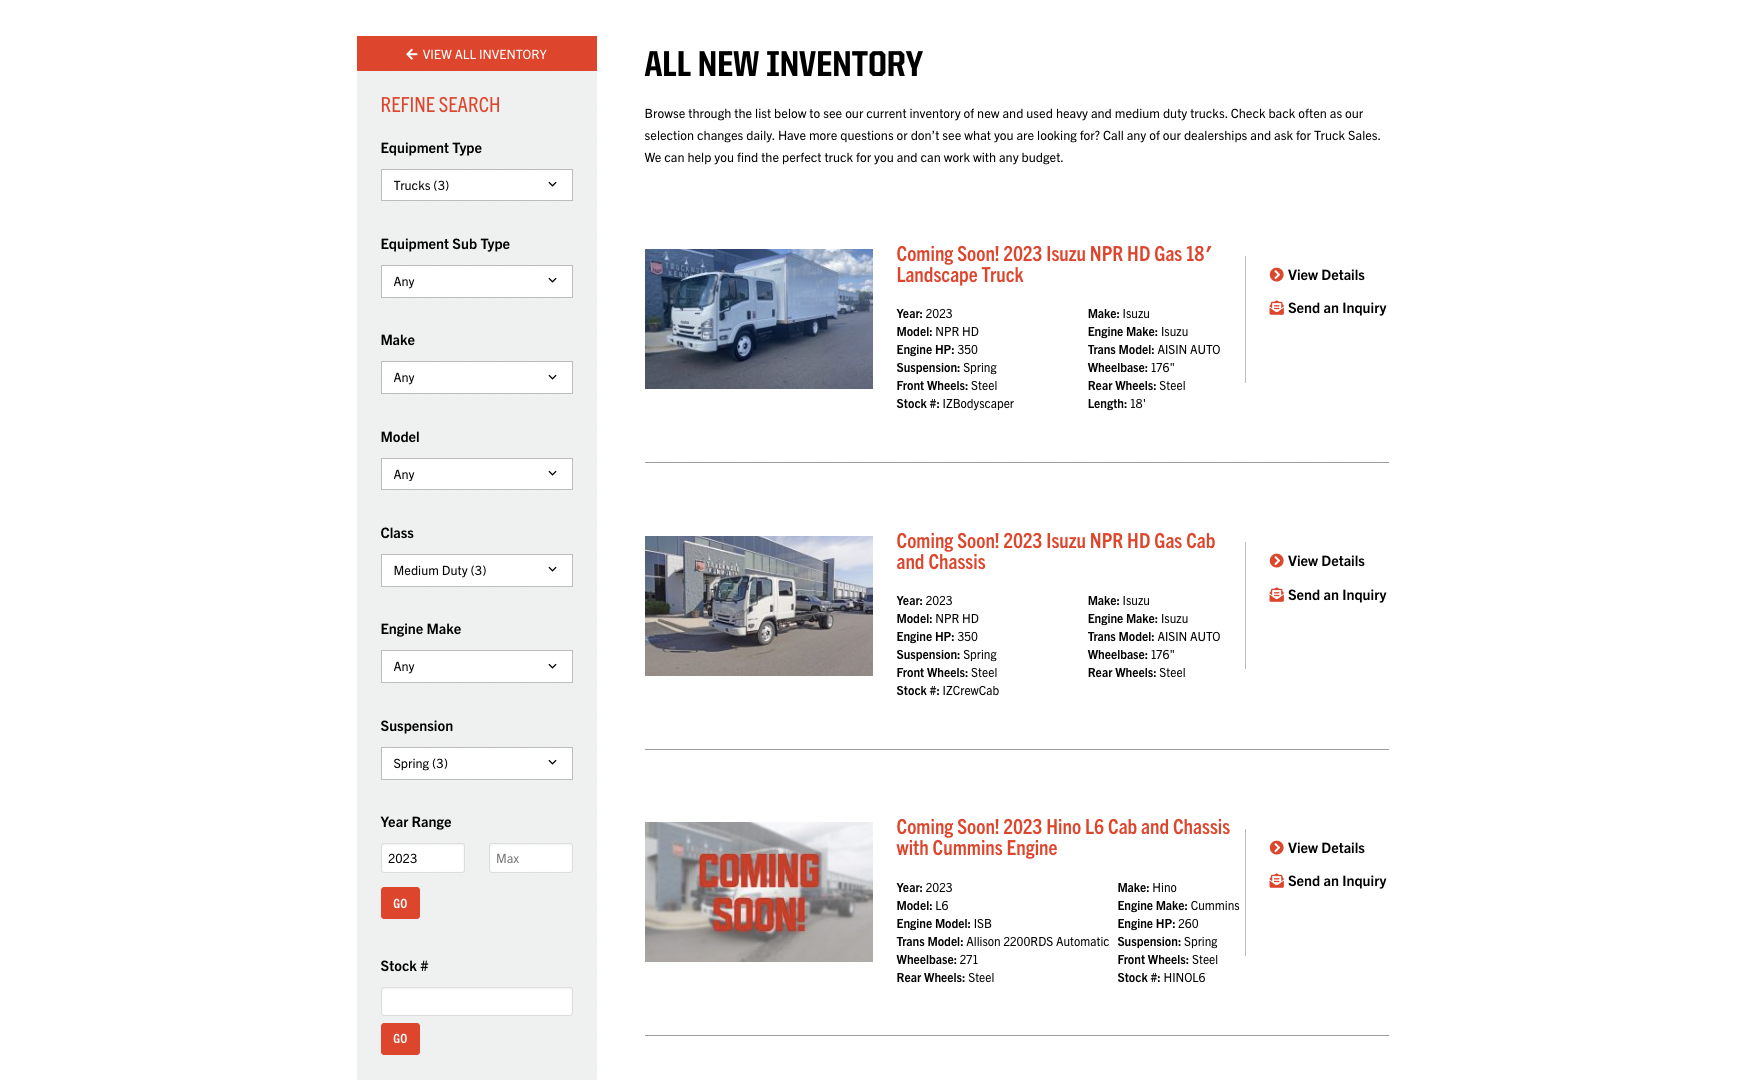 VIEW ALL INVENTORY
REFINE SEARCH
Equipment Type
Trucks (3)
Equipment Sub Type
Any
Make
Any
Model
Any
Class
Medium Duty (3)
Engine Make
Any
Suspension
Spring (3)
Year Range
2023 Max
GO
Stock #
GO
ALL NEW INVENTORY
Browse through the list below to see our current inventory of new and used heavy and medium duty trucks. Check back often as our
selection changes daily. Have more questions or don’t see what you are looking for? Call any of our dealerships and ask for Truck Sales.
We can help you find the perfect truck for you and can work with any budget.
Coming Soon! 2023 Isuzu NPR HD Gas 18′
Landscape Truck
Year: 2023 Make: Isuzu
Model: NPR HD Engine Make: Isuzu
Engine HP: 350 Trans Model: AISIN AUTO
Suspension: Spring Wheelbase: 176"
Front Wheels: Steel Rear Wheels: Steel
Stock #: IZBodyscaper Length: 18'
View Details
Send an Inquiry
Coming Soon! 2023 Isuzu NPR HD Gas Cab
and Chassis
Year: 2023 Make: Isuzu
Model: NPR HD Engine Make: Isuzu
Engine HP: 350 Trans Model: AISIN AUTO
Suspension: Spring Wheelbase: 176"
Front Wheels: Steel Rear Wheels: Steel
Stock #: IZCrewCab
View Details
Send an Inquiry
COMING
SOON!
Coming Soon! 2023 Hino L6 Cab and Chassis
with Cummins Engine
Year: 2023 Make: Hino
Model: L6 Engine Make: Cummins
Engine Model: ISB Engine HP: 260
Trans Model: Allison 2200RDS Automatic Suspension: Spring
Wheelbase: 271 Front Wheels: Steel
Rear Wheels: Steel Stock #: HINOL6
View Details
Send an Inquiry